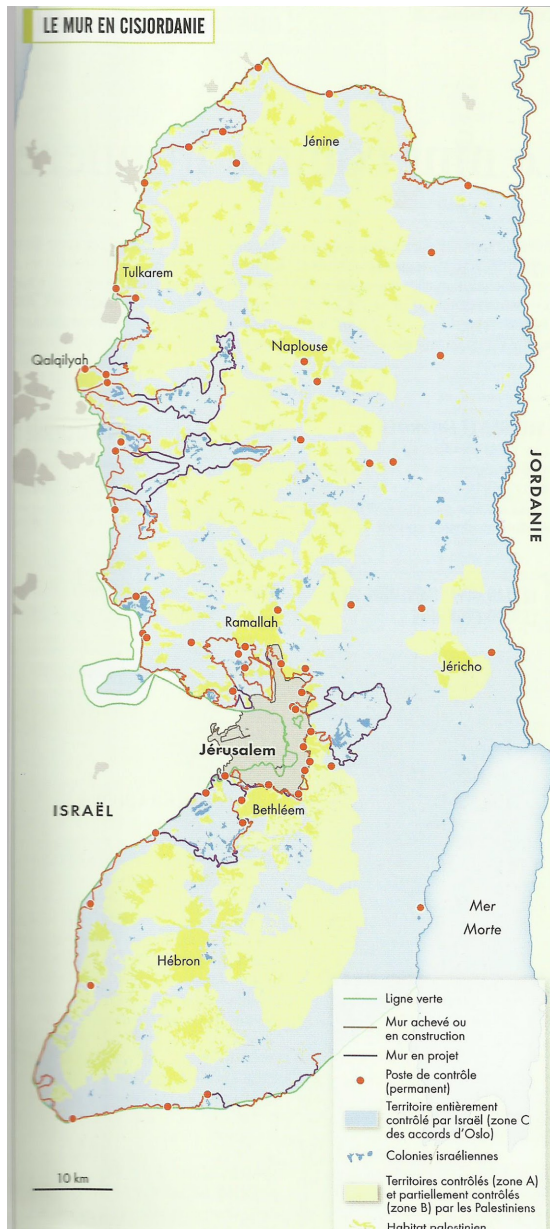 LE MUR EN CISJORDANIE
Jénine
Tulkarem
Naplouse
Qalqilyah
JORDANIE
Ramallah
Jéricho
Jérusalem
ISRAËL
Bethléem
Mer
Morte
Hébron
Ligne verte
Mur achevé ou
en construction
Mur en projet
Poste de contrôle
(permanent)
Territoire entièrement
contrôlé par Israël (zone C
des accords d'Oslo)
Colonies israéliennes
Territoires contrôlés (zone A)
et partiellement contrôlés
(zone B) par les Palestiniens
Habitat palestinien
10 km